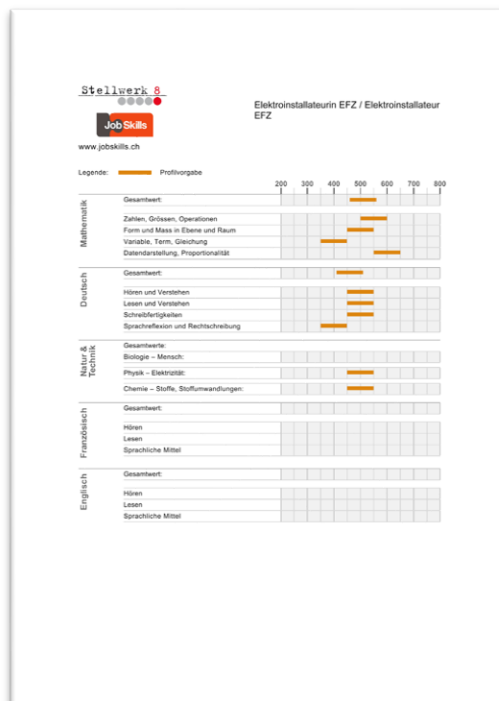 Stellwerk 8
Job Skills
www.jobskills.ch
Elektroinstallateurin EFZ / Elektroinstallateur
EFZ
Legende: Profilvorgabe
200 300 400 500 600 700 800
Mathematik
Gesamtwert:
Zahlen, Grössen, Operationen
Form und Mass in Ebene und Raum
Variable, Term, Gleichung
Datendarstellung, Proportionalität
Deutsch
Gesamtwert:
Hören und Verstehen
Lesen und Verstehen
Schreibfertigkeiten
Sprachreflexion und Rechtschreibung
Natur &
Technik
Gesamtwerte:
Biologie – Mensch:
Physik – Elektrizität:
Chemie – Stoffe, Stoffumwandlungen:
Französisch
Gesamtwert:
Hören
Lesen
Sprachliche Mittel
Englisch
Gesamtwert:
Hören
Lesen
Sprachliche Mittel